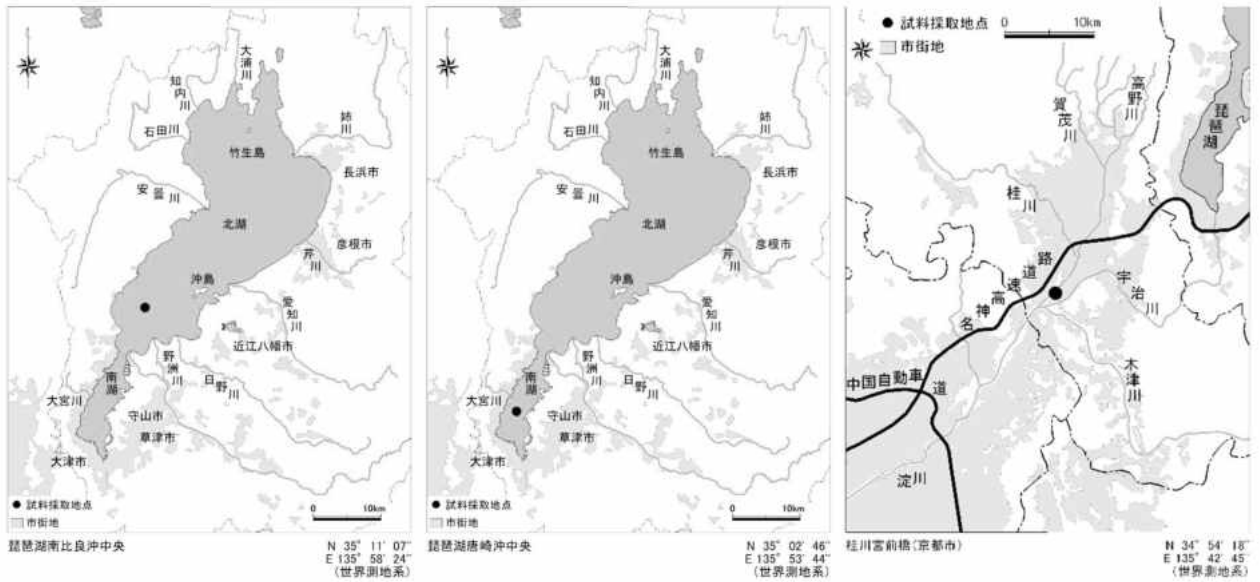 大浦川
知内川
石田川
姉川
竹生島
長浜市
安曇川
北湖
彦根市
芹川
沖島
愛知川
近江八幡市
野洲川
日野川
南湖
大宮川
守山市
草津市
大津市
● 試料採取地点
市街地
0 10km
琵琶湖南比良沖中央
N 35° 11′ 07″
E 135° 58′ 24″
(世界測地系)
大浦川
知内川
石田川
姉川
竹生島
長浜市
安曇川
北湖
彦根市
芹川
沖島
愛知川
近江八幡市
野洲川
日野川
南湖
大宮川
守山市
草津市
大津市
● 試料採取地点
市街地
0 10km
琵琶湖唐崎沖中央
N 35° 02′ 46″
E 135° 53′ 44″
(世界測地系)
● 試料採取地点
市街地
0 10km
賀茂川
高野川
琵琶湖
桂川
名神高速道路
宇治川
木津川
中国自動車道
淀川
桂川宮前橋(京都市)
N 34° 54′ 18″
E 135° 42′ 45″
(世界測地系)